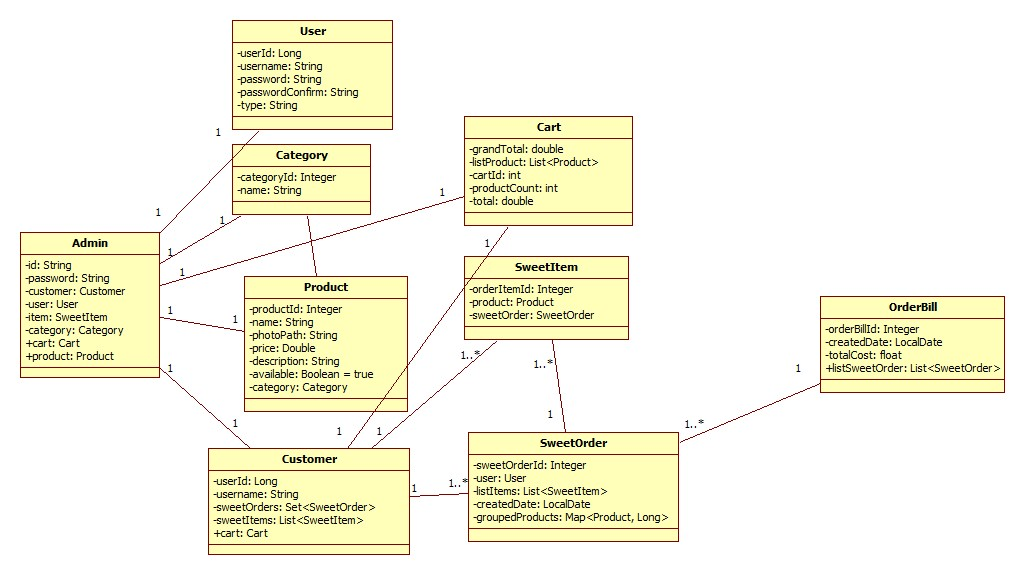 User
-userId: Long
-username: String
-password: String
-passwordConfirm: String
-type: String
1
1
Category
-categoryId: Integer
-name: String
1
1
Cart
-grandTotal: double
-listProduct: List<Product>
-cartId: int
-productCount: int
-total: double
1
1
Admin
-id: String
-password: String
-customer: Customer
-user: User
-item: SweetItem
-category: Category
+cart: Cart
+product: Product
1
1
1
1
Product
-productId: Integer
-name: String
-photoPath: String
-price: Double
-description: String
-available: Boolean = true
-category: Category
SweetItem
-orderItemId: Integer
-product: Product
-sweetOrder: SweetOrder
1
1
1..*
1
1..*
1
OrderBill
-orderBillId: Integer
-createdDate: LocalDate
-totalCost: float
+listSweetOrder: List<SweetOrder>
1
1..*
Customer
-userId: Long
-username: String
-sweetOrders: Set<SweetOrder>
-sweetItems: List<SweetItem>
+cart: Cart
1
1..*
SweetOrder
-sweetOrderId: Integer
-user: User
-listItems: List<SweetItem>
-createdDate: LocalDate
-groupedProducts: Map<Product, Long>